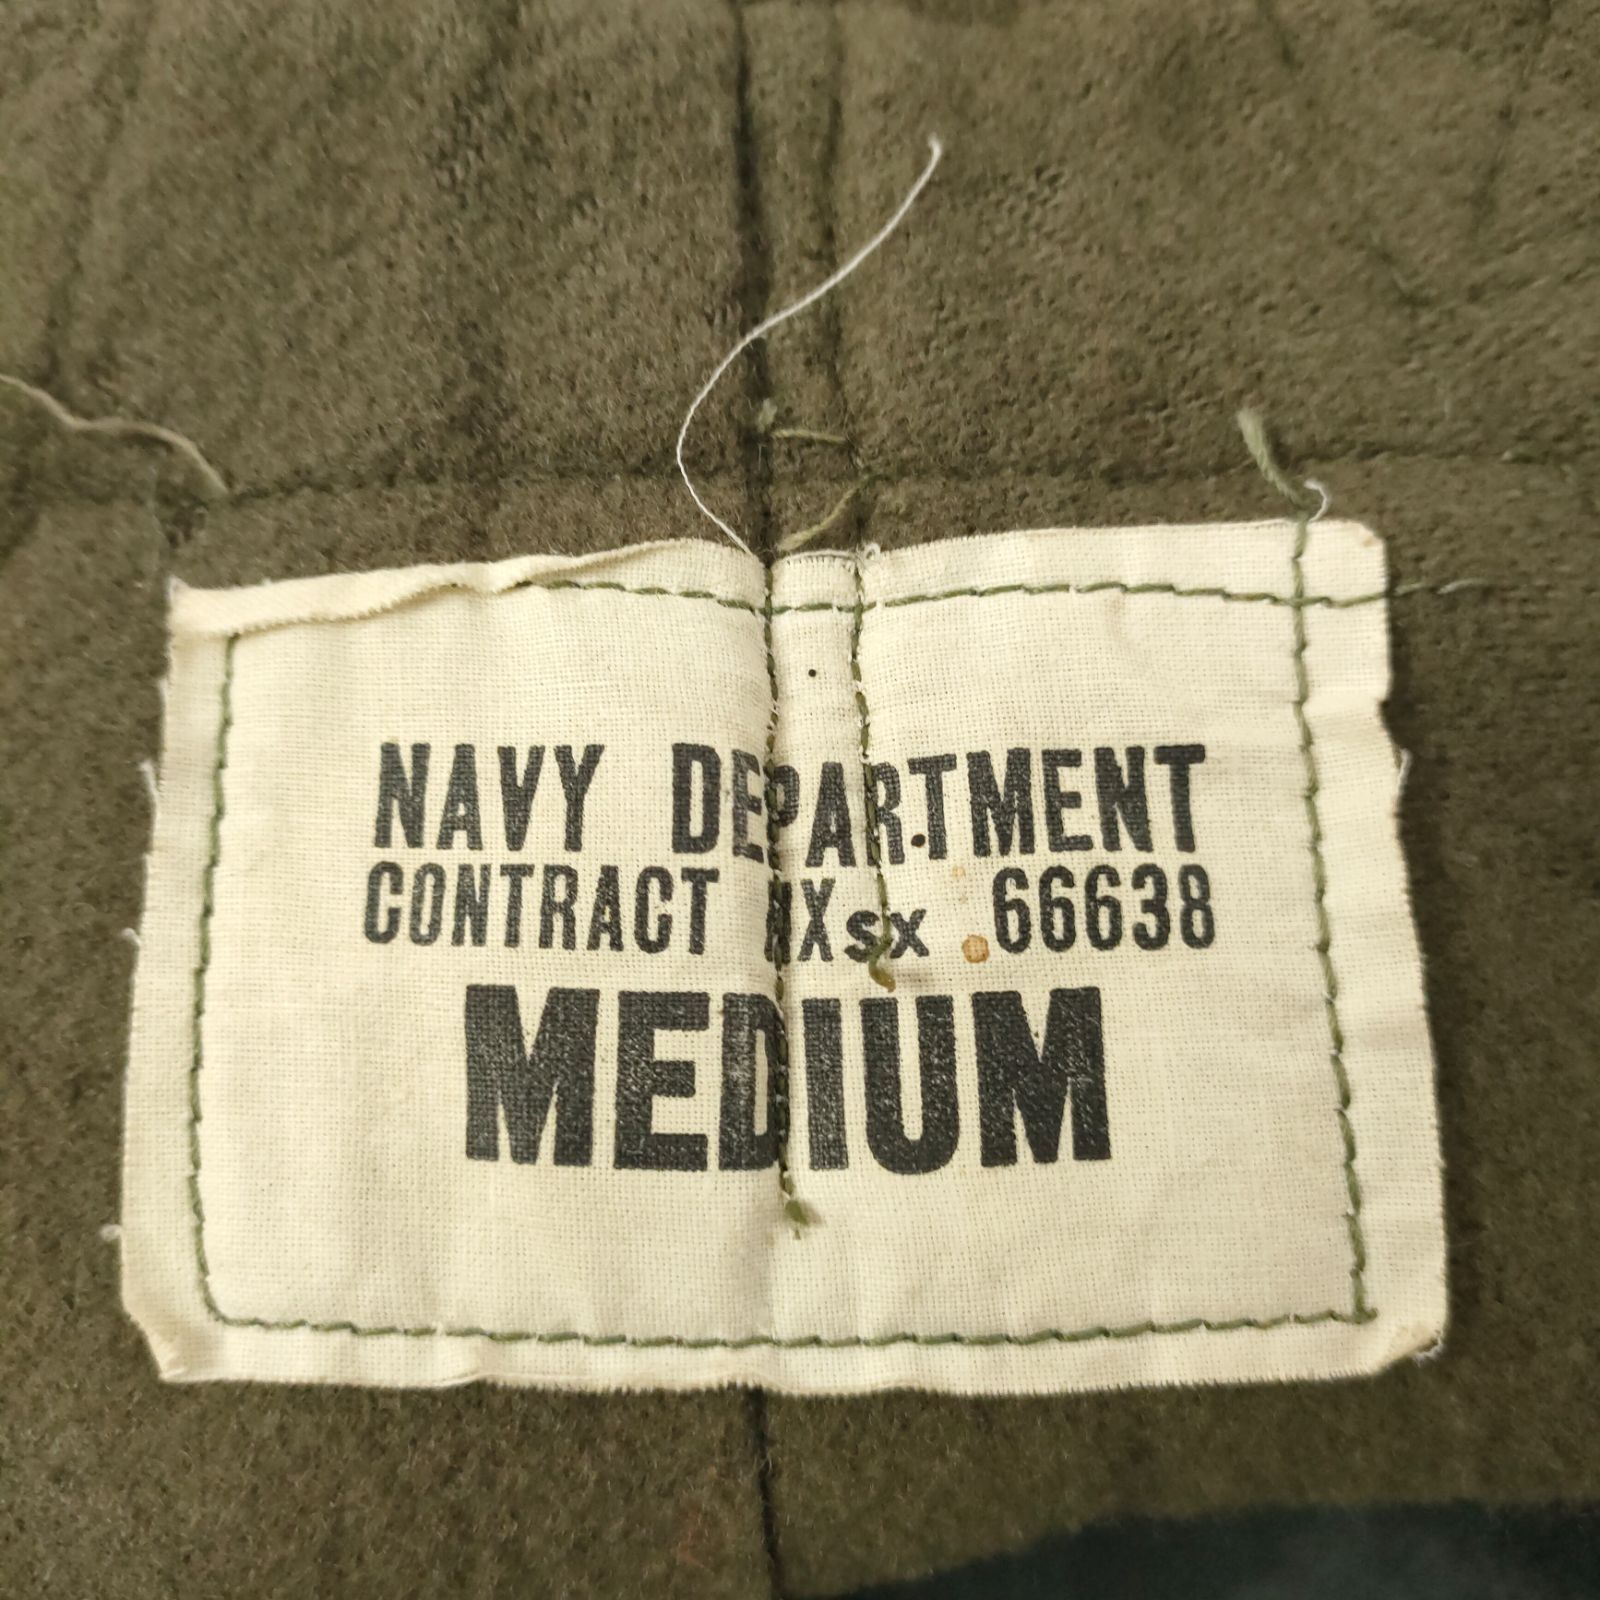 NAVY DEPARTMENT
CONTRACT NXsx 66638
MEDIUM